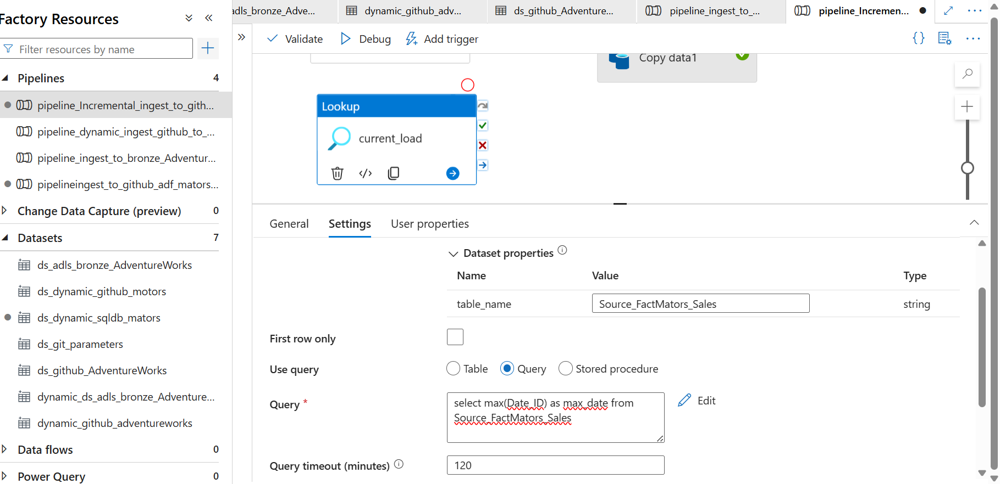 Factory Resources
Filter resources by name
Pipelines 4
pipeline_Incremental_ingest_to_gith...
pipeline_dynamic_ingest_github_to_...
pipeline_ingest_to_bronze_Adventur...
pipelineingest_to_github_adf_mators...
Change Data Capture (preview) 0
Datasets 7
ds_adls_bronze_AdventureWorks
ds_dynamic_github_motors
ds_dynamic_sqldb_mators
ds_git_parameters
ds_github_AdventureWorks
dynamic_ds_adls_bronze_Adventure...
dynamic_github_adventureworks
Data flows 0
Power Query 0
adls_bronze_Adve... dynamic_github_adv... ds_github_Adventure... pipeline_ingest_to_... pipeline_Incremen...
Validate Debug Add trigger
Copy data1
Lookup
current_load
General Settings User properties
Dataset properties
Name Value Type
table_name Source_FactMators_Sales string
First row only
Use query Table Query Stored procedure
Query * select max(Date_ID) as max_date from Edit
Source_FactMators_Sales
Query timeout (minutes) 120